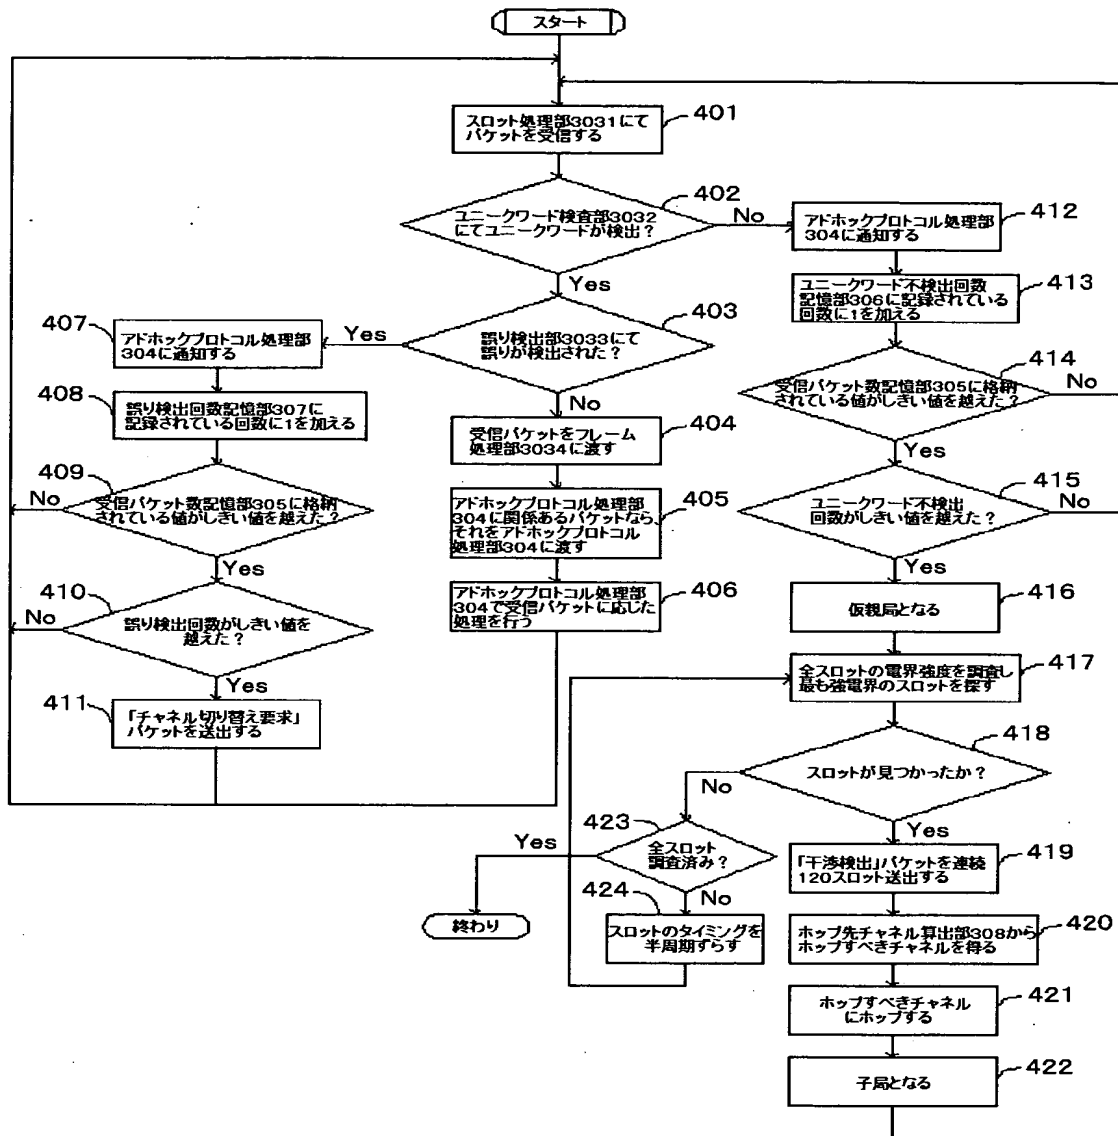 スタート
スロット処理部3031にて
パケットを受信する
401
ユニークワード検査部3032
にてユニークワードが検出?
402
No
Yes
アドホックプロトコル処理部
304に通知する
412
ユニークワード不検出回数
記憶部306に記録されている
回数に1を加える
413
誤り検出部3033にて
誤りが検出された?
403
Yes
No
アドホックプロトコル処理部
304に通知する
407
誤り検出回数記憶部307に
記録されている回数に1を加える
408
受信パケット数記憶部305に格納
されている値がしきい値を越えた?
414
No
Yes
受信パケットをフレーム
処理部3034に渡す
404
受信パケット数記憶部305に格納
されている値がしきい値を越えた?
409
No
Yes
アドホックプロトコル処理部
304に関係あるパケットなら、
それをアドホックプロトコル
処理部304に渡す
405
ユニークワード不検出
回数がしきい値を越えた?
415
No
Yes
アドホックプロトコル処理部
304で受信パケットに応じた
処理を行う
406
誤り検出回数がしきい値を
越えた?
410
No
Yes
仮親局となる
416
「チャネル切り替え要求」
パケットを送出する
411
全スロットの電界強度を調査し
最も強電界のスロットを探す
417
スロットが見つかったか?
418
No
Yes
全スロット
調査済み?
423
Yes
No
「干渉検出」パケットを連続
120スロット送出する
419
終わり
スロットのタイミングを
半周期ずらす
424
ホップ先チャネル算出部308から
ホップすべきチャネルを得る
420
ホップすべきチャネル
にホップする
421
子局となる
422